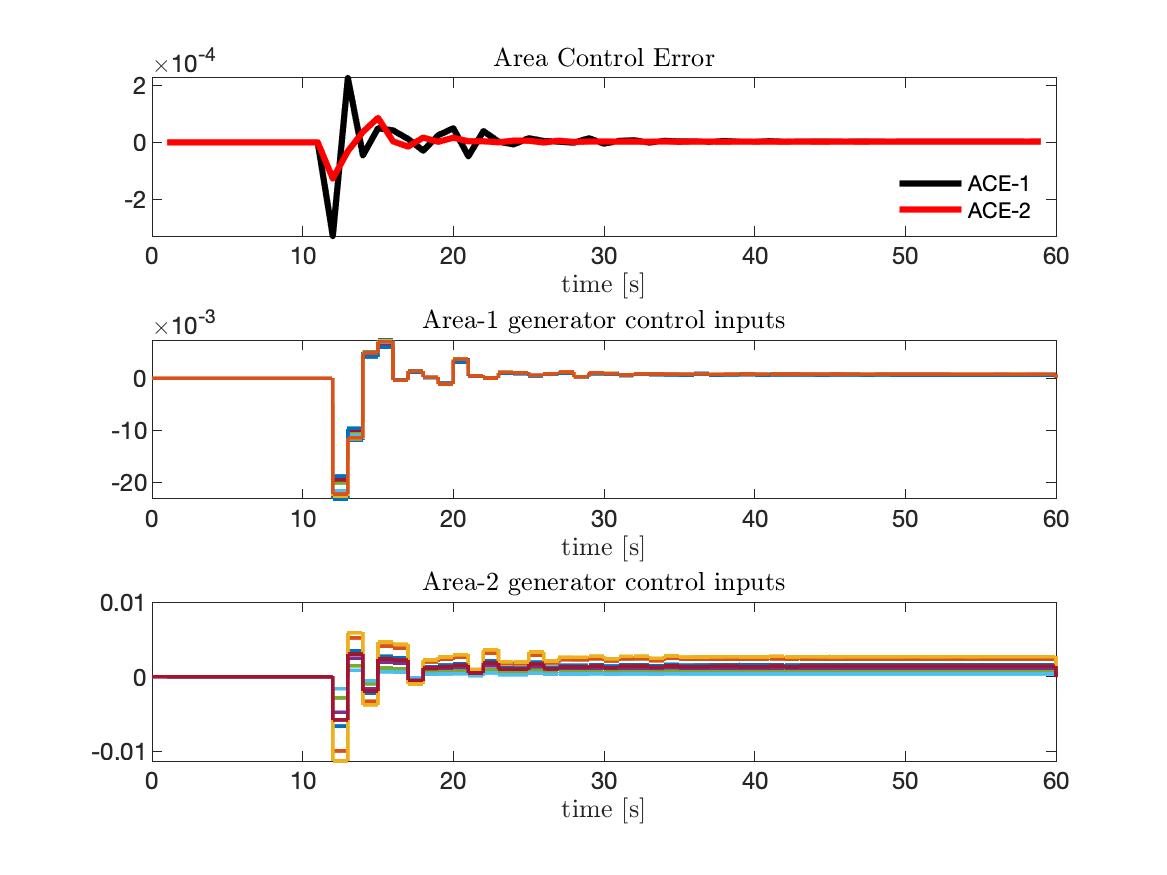 Area Control Error
×10-4
2
0
-2
ACE-1
ACE-2
0 10 20 30 40 50 60
time [s]
Area-1 generator control inputs
×10-3
0
-10
-20
0 10 20 30 40 50 60
time [s]
Area-2 generator control inputs
0.01
0
-0.01
0 10 20 30 40 50 60
time [s]